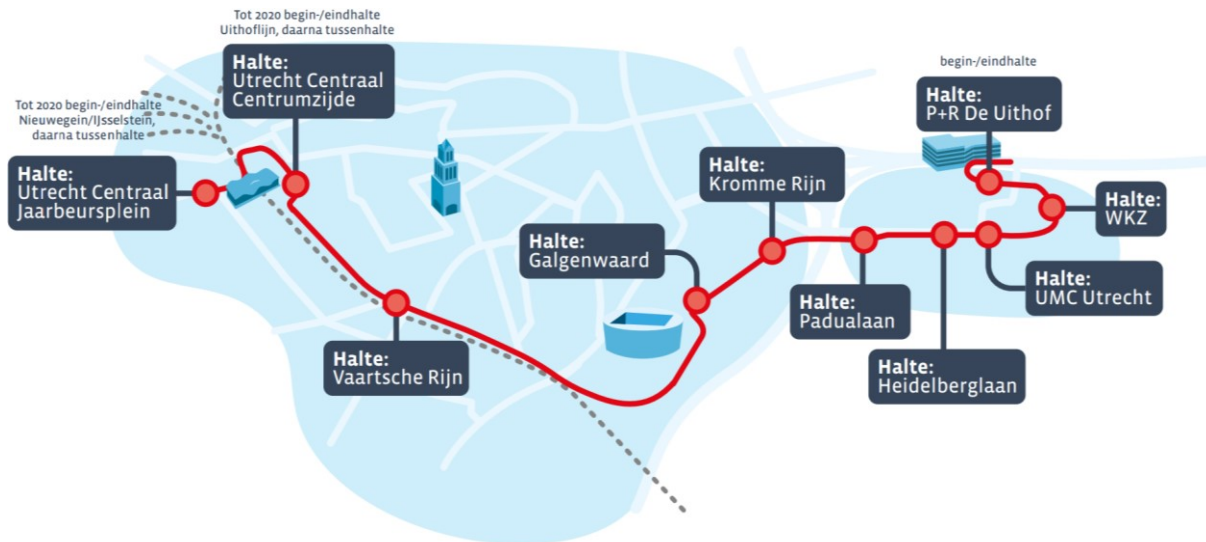 Tot 2020 begin-/eindhalte
Uithoflijn, daarna tussenhalte
Halte:
Utrecht Centraal
Centrumzijde
Tot 2020 begin-/eindhalte
Nieuwegein/IJsselstein,
daarna tussenhalte
Halte:
Utrecht Centraal
Jaarbeursplein
Halte:
Vaartsche Rijn
Halte:
Galgenwaard
Halte:
Kromme Rijn
Halte:
Padualaan
Halte:
Heidelberglaan
Halte:
UMC Utrecht
Halte:
WKZ
begin-/eindhalte
Halte:
P+R De Uithof